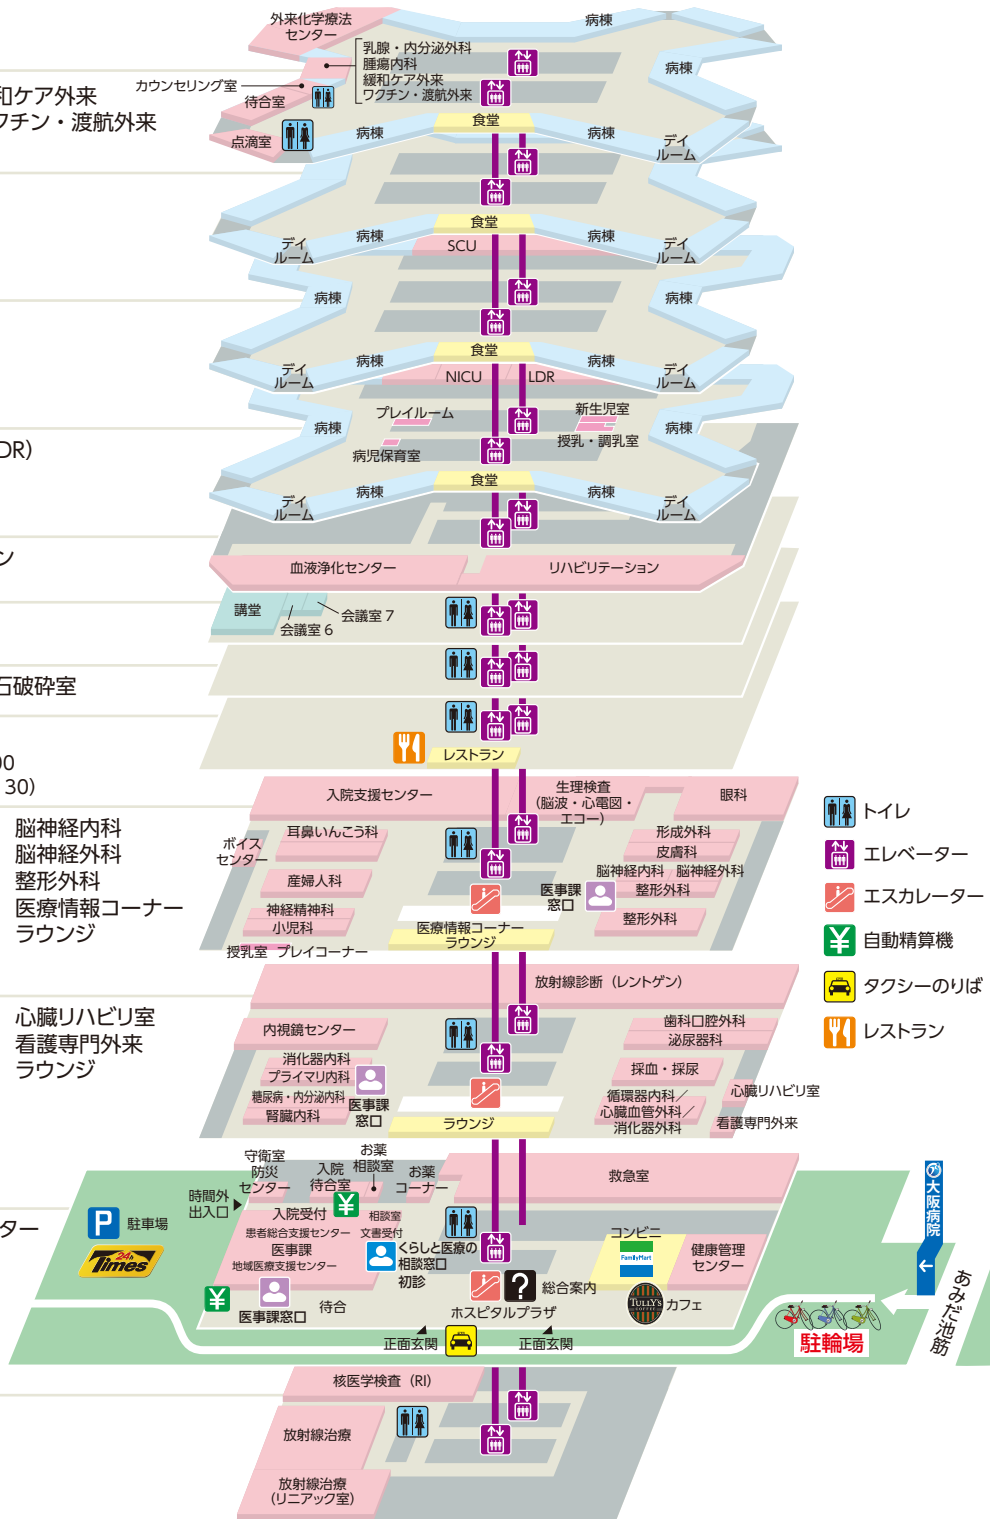 外来化学療法
センター
病棟
乳腺・内分泌外科
腫瘍内科
緩和ケア外来
ワクチン・渡航外来
カウンセリング室
待合室
病棟
和ケア外来
クチン・渡航外来
点滴室
病棟
食堂
病棟
デイ
ルーム
食堂
デイ
ルーム
病棟
SCU
病棟
デイ
ルーム
病棟
病棟
食堂
デイ
ルーム
病棟
NICU
LDR
病棟
デイ
ルーム
プレイルーム
新生児室
病棟
病棟
授乳・調乳室
病児保育室
DR)
食堂
デイ
ルーム
病棟
病棟
デイ
ルーム
ン
血液浄化センター
リハビリテーション
講堂
会議室 7
会議室 6
石破砕室
レストラン
00
30)
入院支援センター
生理検査
(脳波・心電図・
エコー)
眼科
脳神経内科
脳神経外科
整形外科
医療情報コーナー
ラウンジ
ボイス
センター
耳鼻いんこう科
形成外科
皮膚科
産婦人科
脳神経内科
脳神経外科
医事課
窓口
整形外科
神経精神科
小児科
整形外科
医療情報コーナー
ラウンジ
授乳室
プレイコーナー
トイレ
エレベーター
エスカレーター
¥
自動精算機
タクシーのりば
レストラン
放射線診断（レントゲン）
心臓リハビリ室
看護専門外来
ラウンジ
内視鏡センター
歯科口腔外科
泌尿器科
消化器内科
プライマリ内科
糖尿病・内分泌内科
腎臓内科
医事課
窓口
採血・採尿
循環器内科／
心臓血管外科／
消化器外科
心臓リハビリ室
看護専門外来
ラウンジ
守衛室
防災
センター
入院
待合室
お薬
相談室
お薬
コーナー
救急室
時間外
出入口
¥
ター
P
駐車場
24h
Times
入院受付
相談室
患者総合支援センター
文書受付
医事課
地域医療支援センター
くらしと医療の
相談窓口
初診
コンビニ
FamilyMart
健康管理
センター
大阪病院
¥
医事課窓口
待合
?
総合案内
ホスピタルプラザ
TULLY'S
COFFEE
カフェ
あみだ池筋
正面玄関
正面玄関
駐輪場
核医学検査（RI）
放射線治療
放射線治療
（リニアック室）